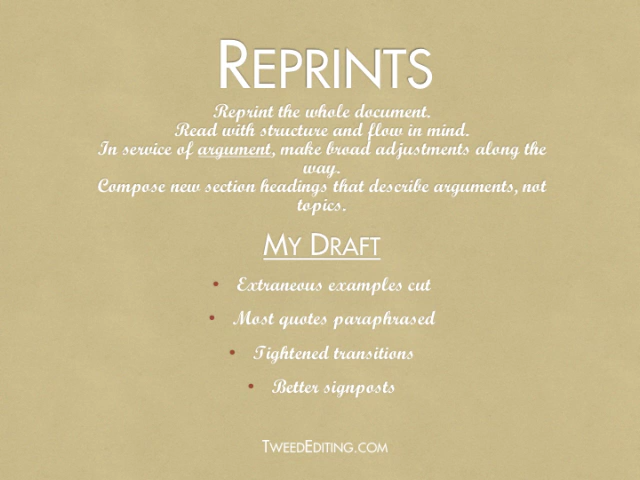 REPRINTS
Reprint the whole document.
Read with structure and flow in mind.
In service of argument, make broad adjustments along the
way.
Compose new section headings that describe arguments, not
topics.
MY DRAFT
• Extraneous examples cut
• Most quotes paraphrased
• Tightened transitions
• Better signposts
TWEEDEDITING.COM